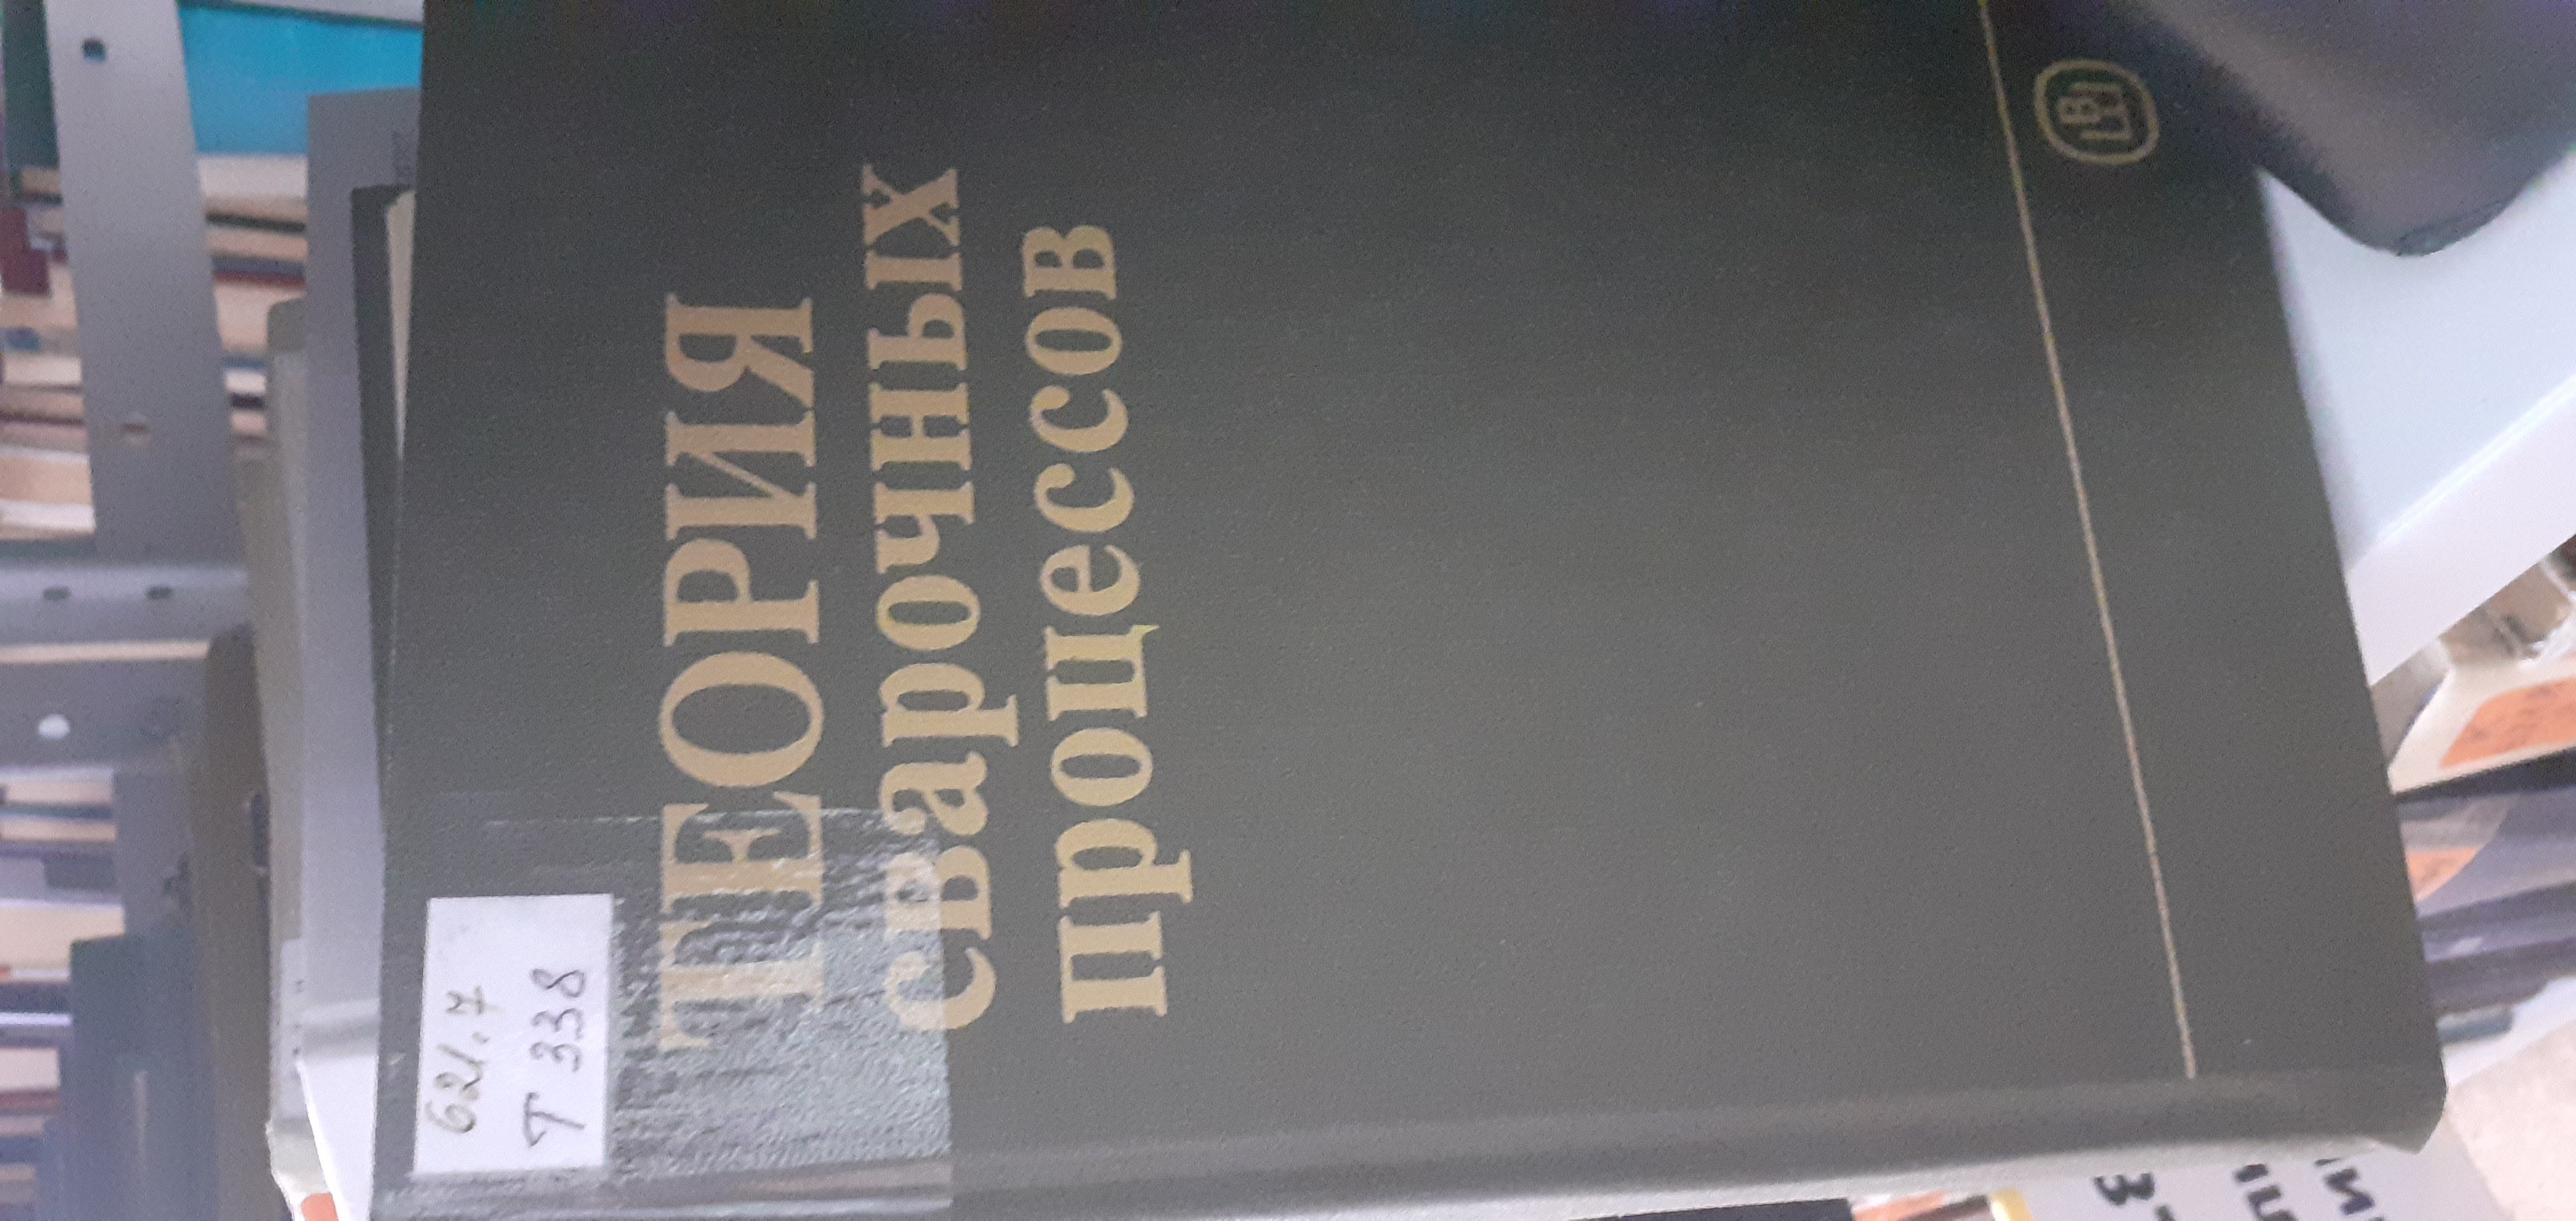 621.7
Т 338
ТЕОРИЯ
сварочных
процессов